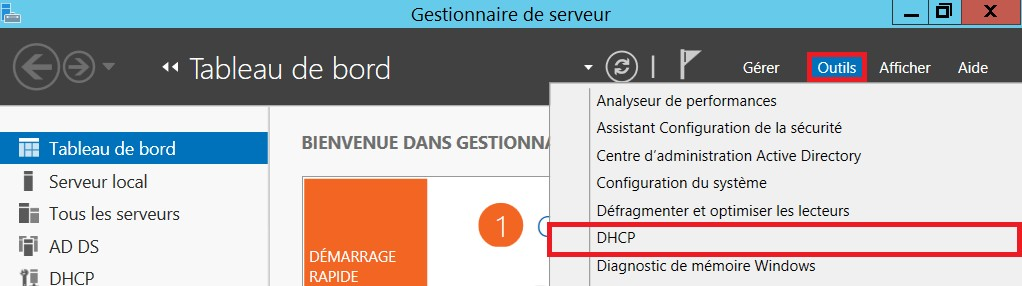 Gestionnaire de serveur
Tableau de bord
Gérer Outils Afficher Aide
Tableau de bord
Serveur local
Tous les serveurs
AD DS
DHCP
BIENVENUE DANS GESTIONNA
DÉMARRAGE
RAPIDE
1
Analyseur de performances
Assistant Configuration de la sécurité
Centre d'administration Active Directory
Configuration du système
Défragmenter et optimiser les lecteurs
DHCP
Diagnostic de mémoire Windows